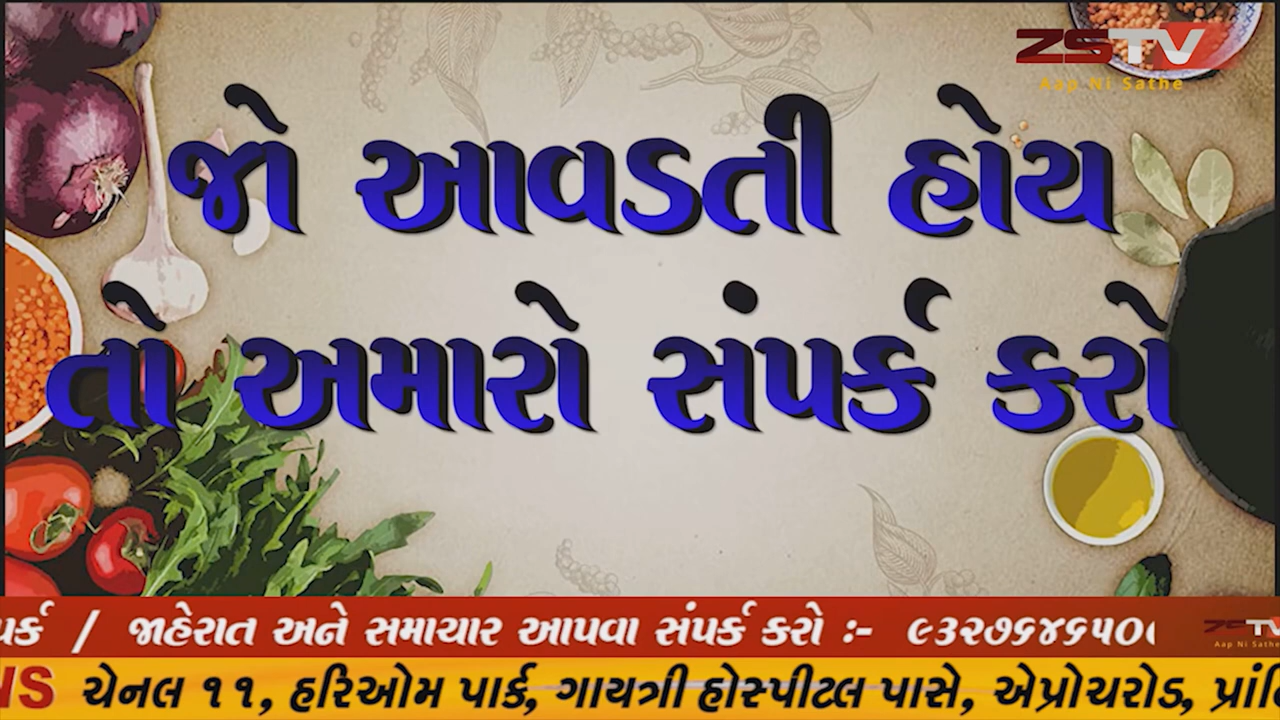 ZSTV
Aap Ni Sathe
જો આવડતી હોય
તો અમારો સંપર્ક કરો
/ જાહેરાત અને સમાચાર આપવા સંપર્ક કરો :- ૯૩૨૭૬૪૬૫૦
ZSTV
Aap Ni Sathe
ચેનલ ૧૧, હરિઓમ પાર્ક, ગાયત્રી હોસ્પીટલ પાસે, એપ્રોચરોડ,